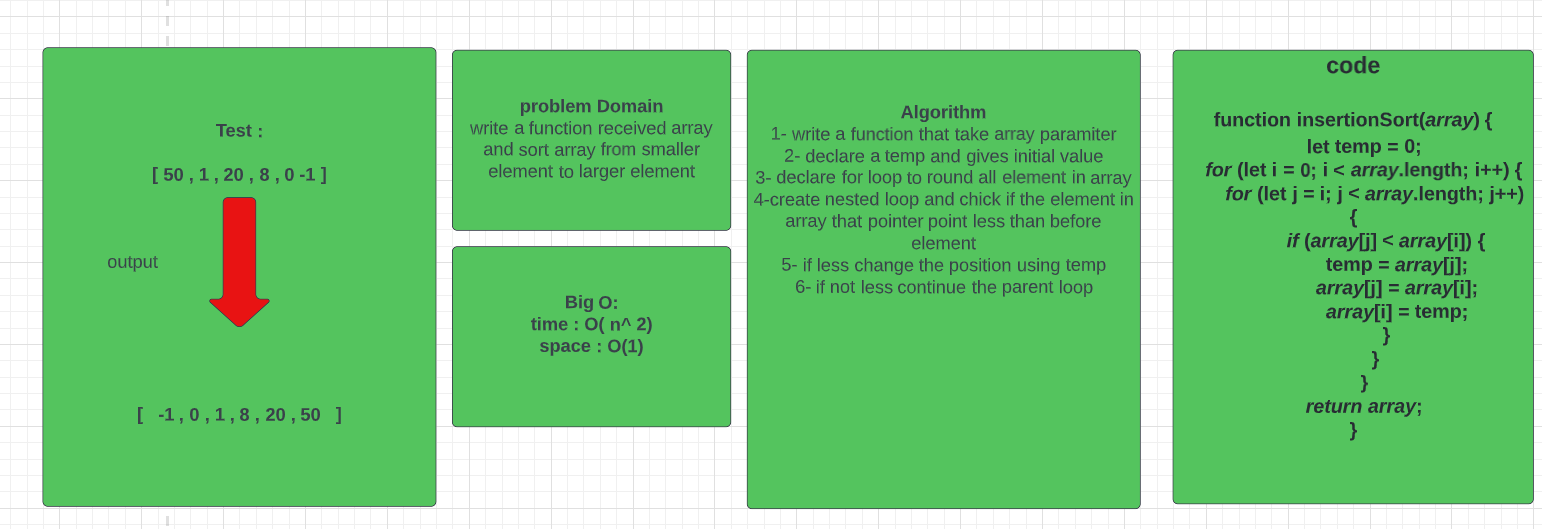 Test :
[ 50 , 1 , 20 , 8 , 0 -1 ]
output
[ -1 , 0 , 1 , 8 , 20 , 50 ]
problem Domain
write a function received array
and sort array from smaller
element to larger element
Big O:
time : O( n^ 2)
space : O(1)
Algorithm
1- write a function that take array paramiter
2- declare a temp and gives initial value
3- declare for loop to round all element in array
4-create nested loop and chick if the element in
array that pointer point less than before
element
5- if less change the position using temp
6- if not less continue the parent loop
code
function insertionSort(array) {
let temp = 0;
for (let i = 0; i < array.length; i++) {
for (let j = i; j < array.length; j++)
{
if (array[j] < array[i]) {
temp = array[j];
array[j] = array[i];
array[i] = temp;
}
}
}
return array;
}